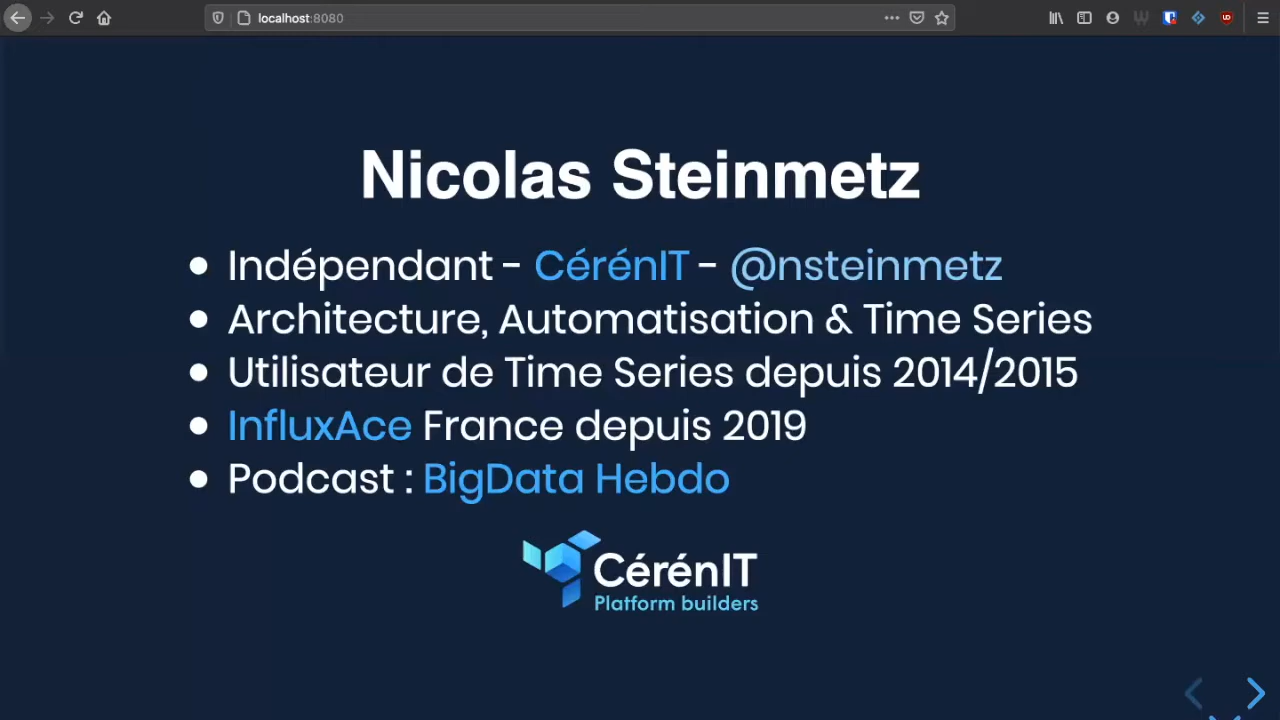 localhost:8080
Nicolas Steinmetz
Indépendant - CérénIT - @nsteinmetz
Architecture, Automatisation & Time Series
Utilisateur de Time Series depuis 2014/2015
InfluxAce France depuis 2019
Podcast : BigData Hebdo
CérénIT
Platform builders